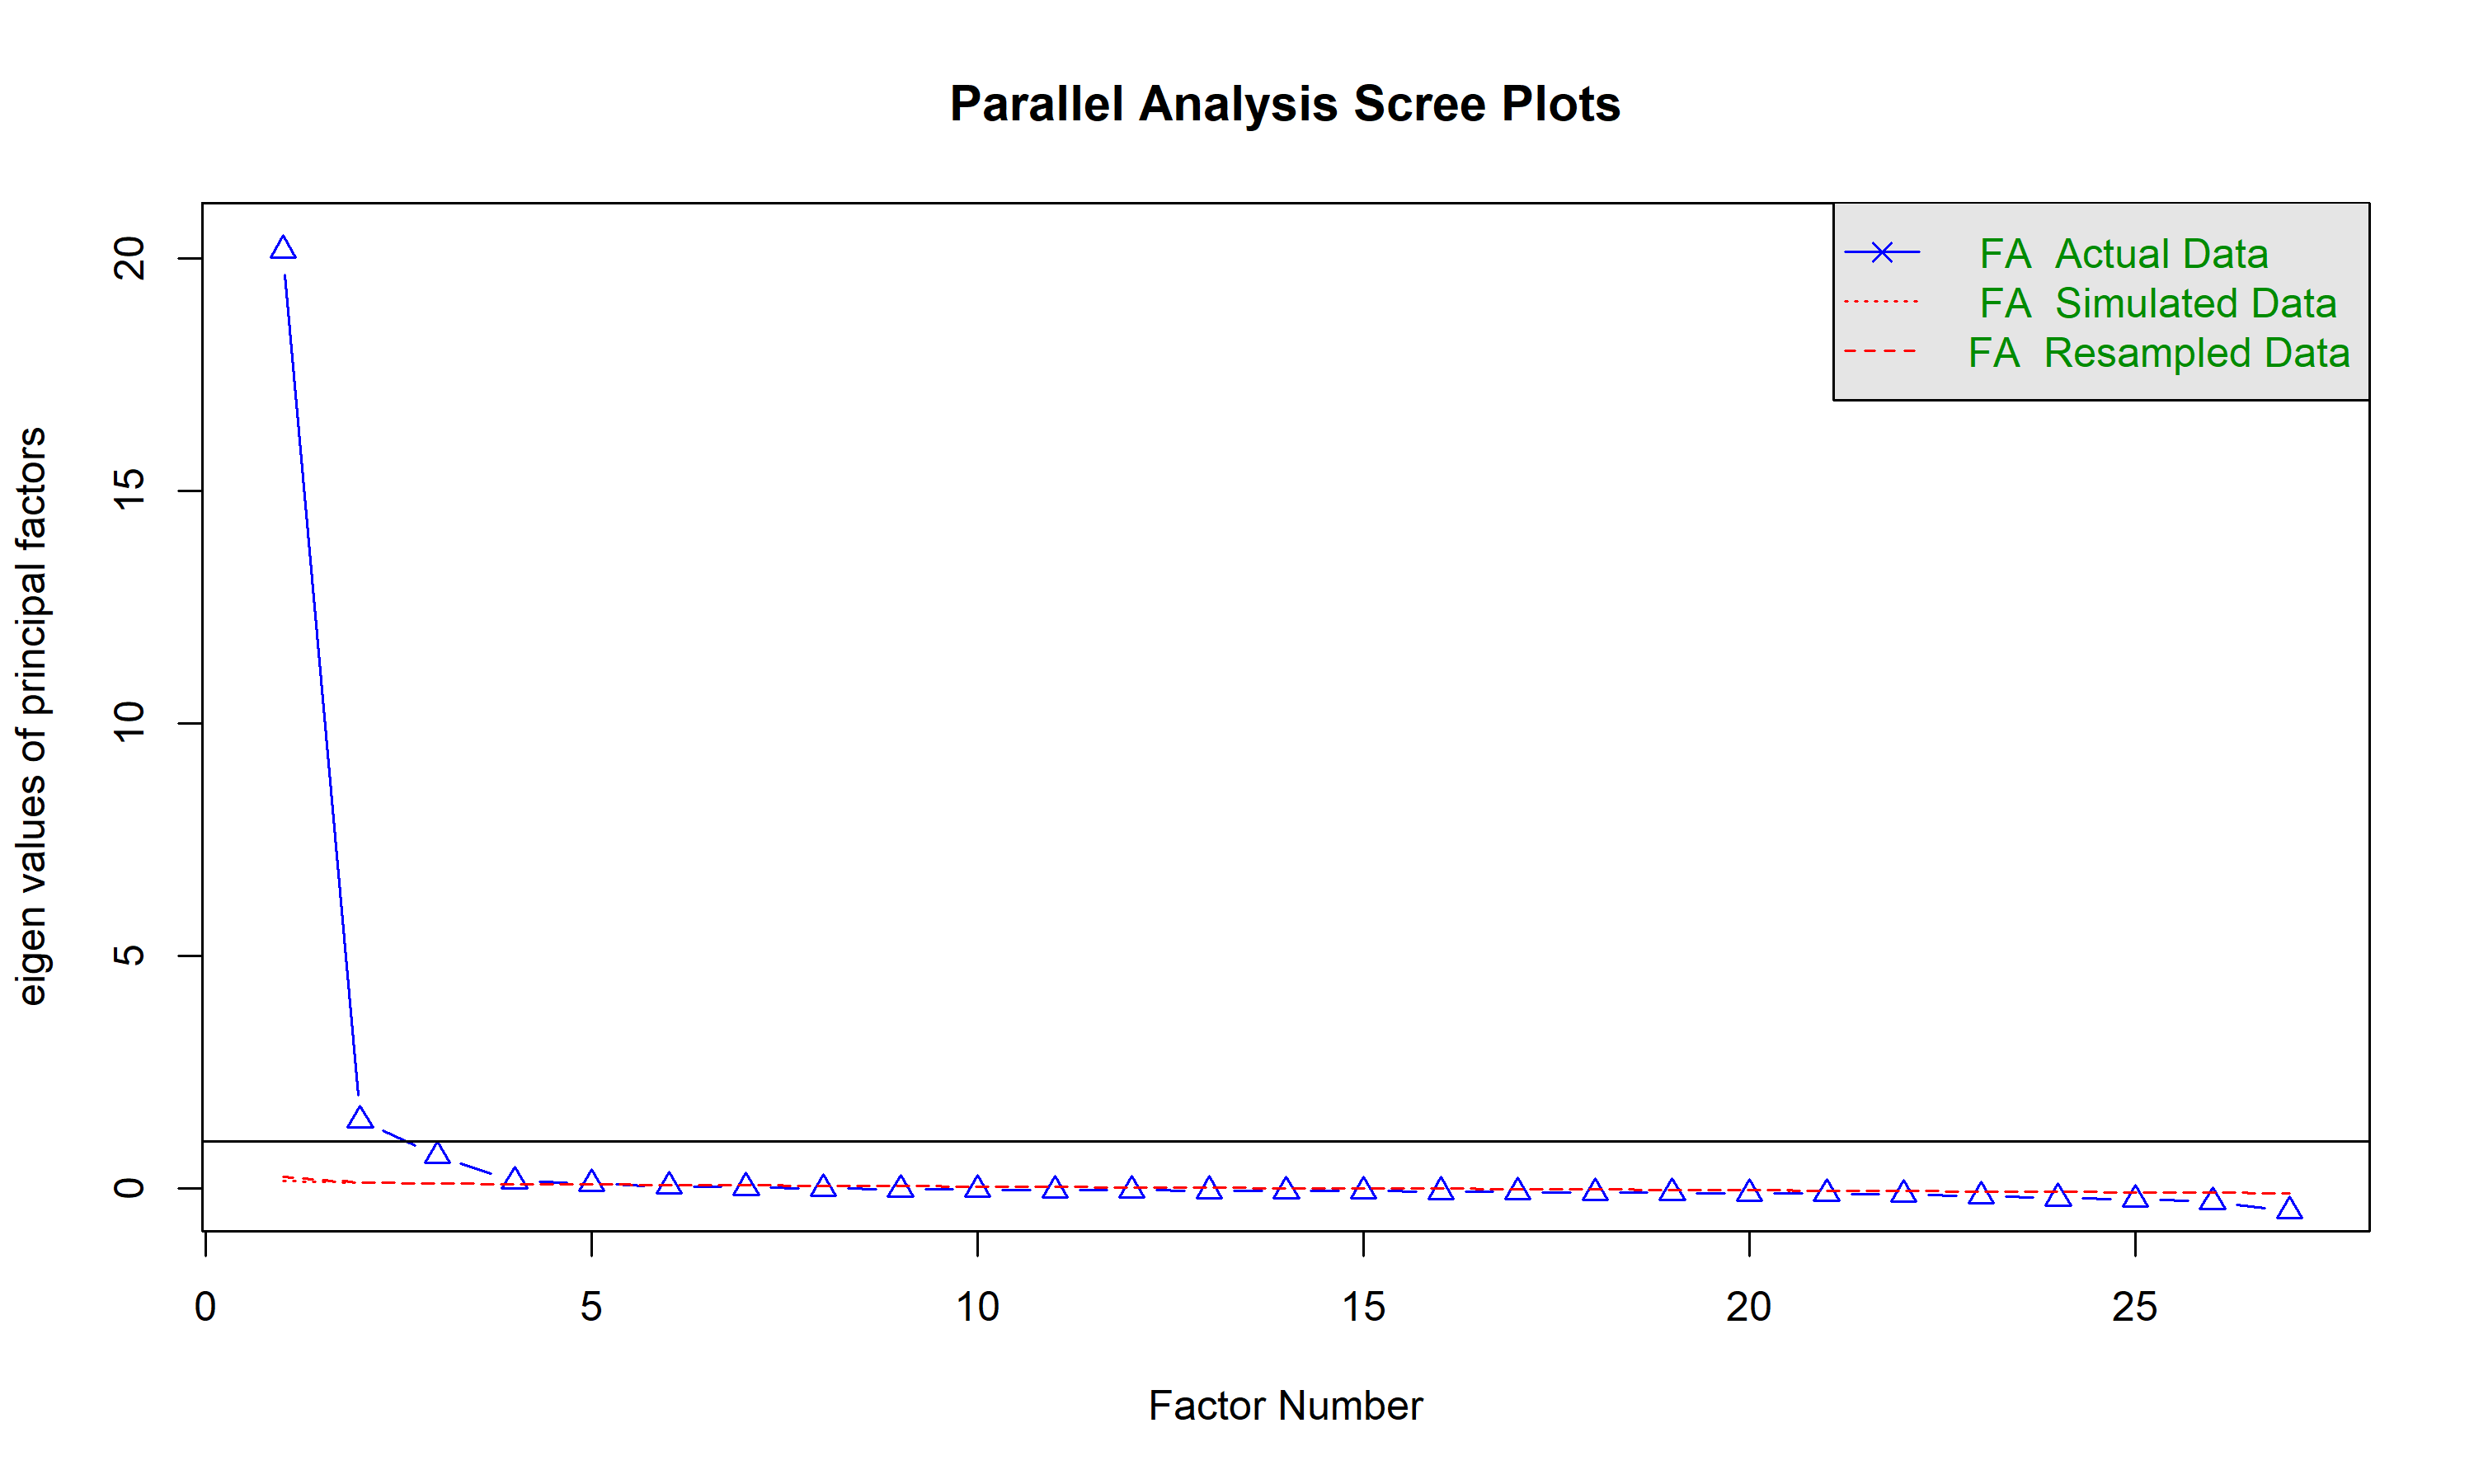 Parallel Analysis Scree Plots
FA  Actual Data
FA  Simulated Data
FA  Resampled Data
eigen values of principal factors
20
15
10
5
0
0 5 10 15 20 25
Factor Number